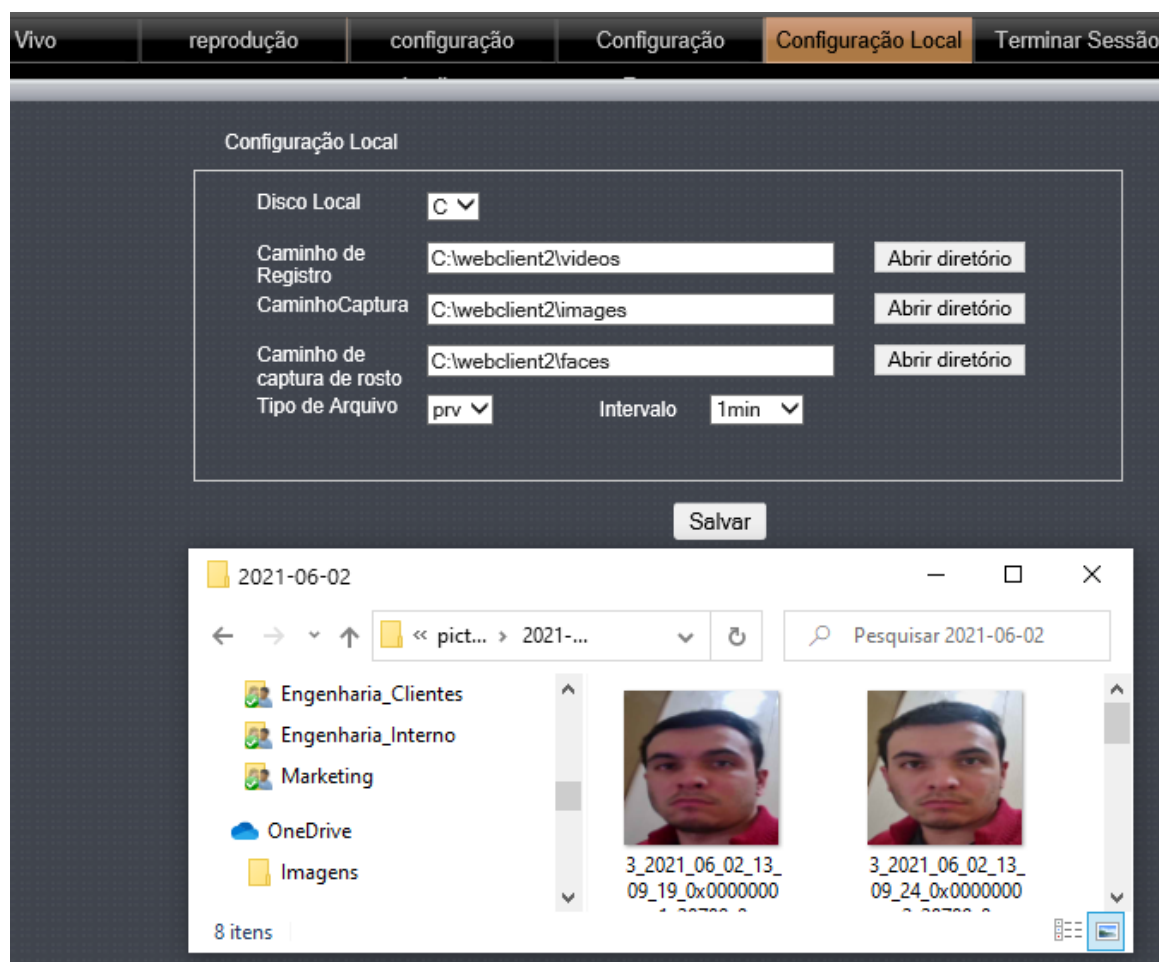 Vivo
reprodução
configuração
Configuração
Configuração Local
Terminar Sessão
Configuração Local
Disco Local
C
Caminho de
Registro
C:\webclient2\videos
Abrir diretório
CaminhoCaptura
C:\webclient2\images
Abrir diretório
Caminho de
captura de rosto
C:\webclient2\faces
Abrir diretório
Tipo de Arquivo
prv
Intervalo
1min
Salvar
2021-06-02
« pict... › 2021-...
Pesquisar 2021-06-02
Engenharia_Clientes
Engenharia_Interno
Marketing
OneDrive
Imagens
3_2021_06_02_13_
09_19_0x0000000
3_2021_06_02_13_
09_24_0x0000000
8 itens